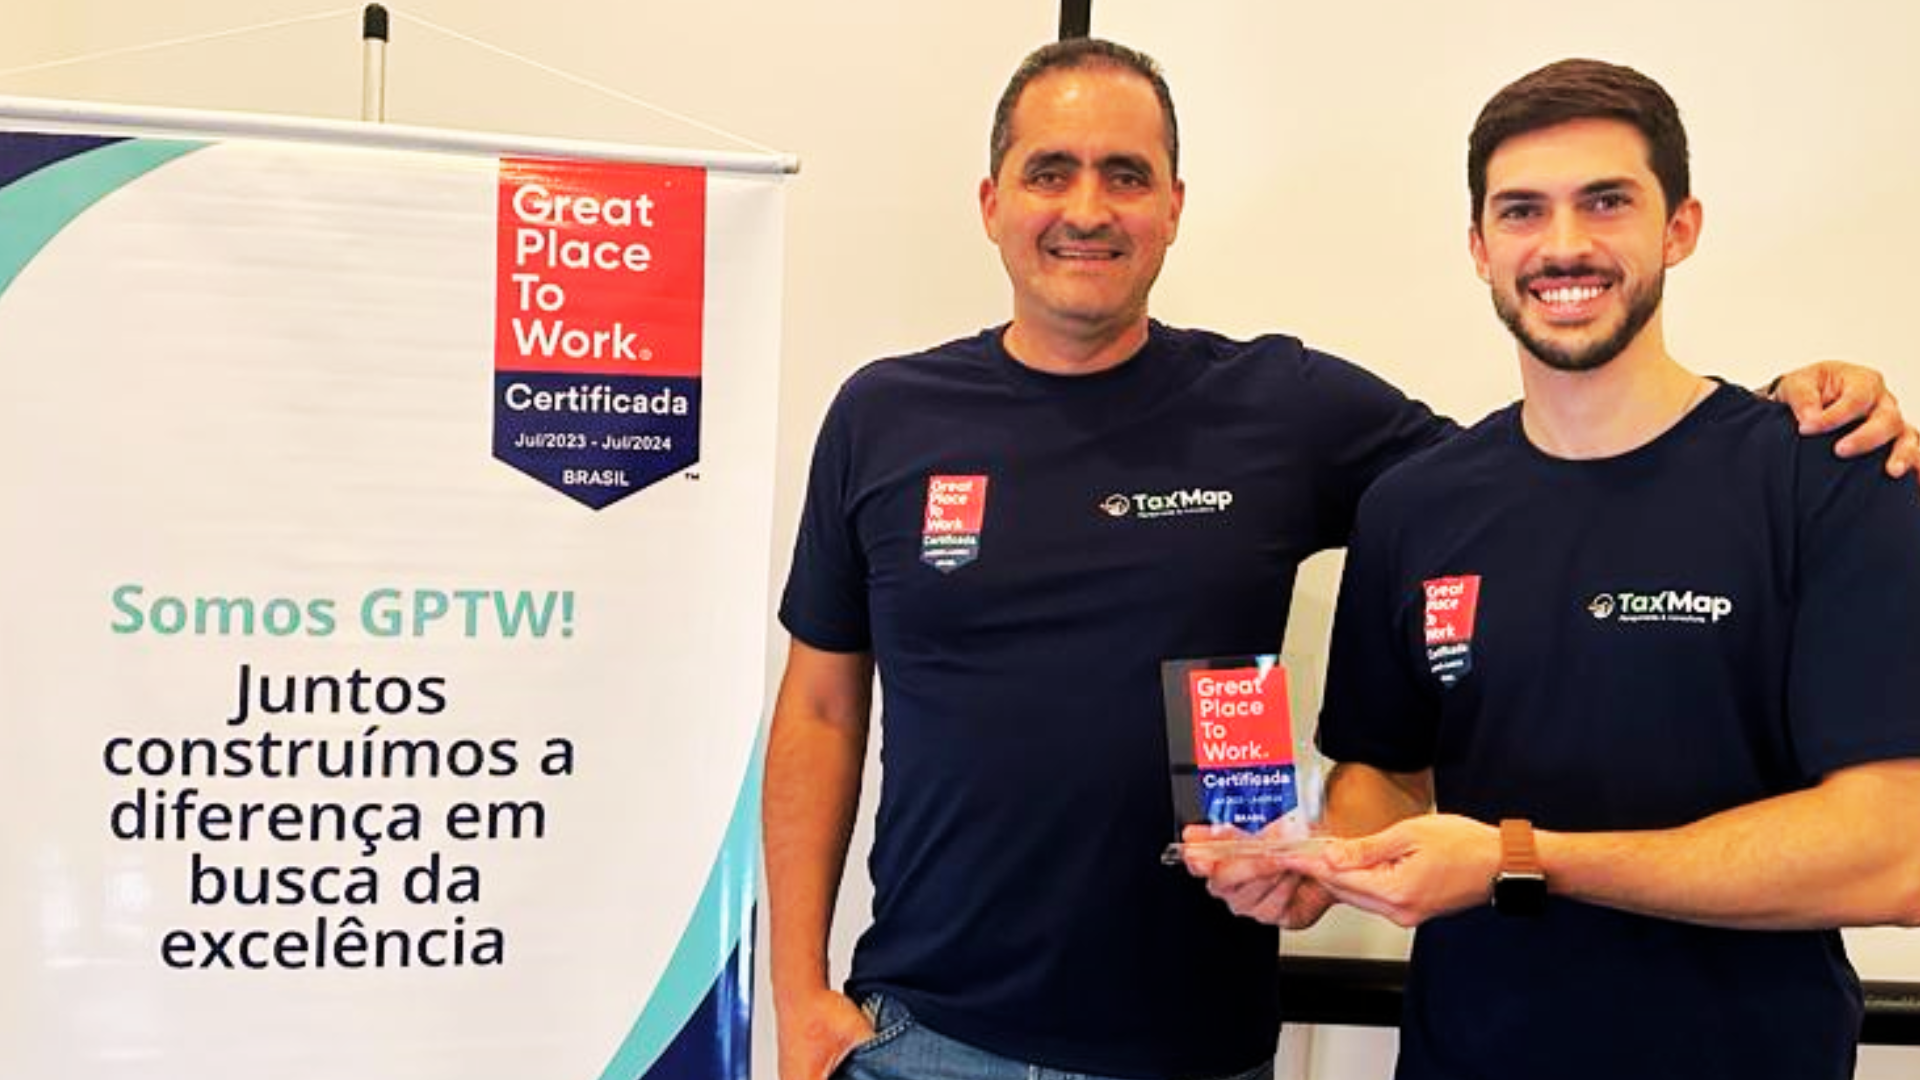 Great
Place
To
Work®
Certificada
Jul/2023 - Jul/2024
BRASIL
™
Somos GPTW!
Juntos
construímos a
diferença em
busca da
excelência
Great
Place
To
Work
Certificada
TaxMap
Great
Place
To
Work
Certificada
TaxMap
Great
Place
To
Work.
Certificada
BRASIL